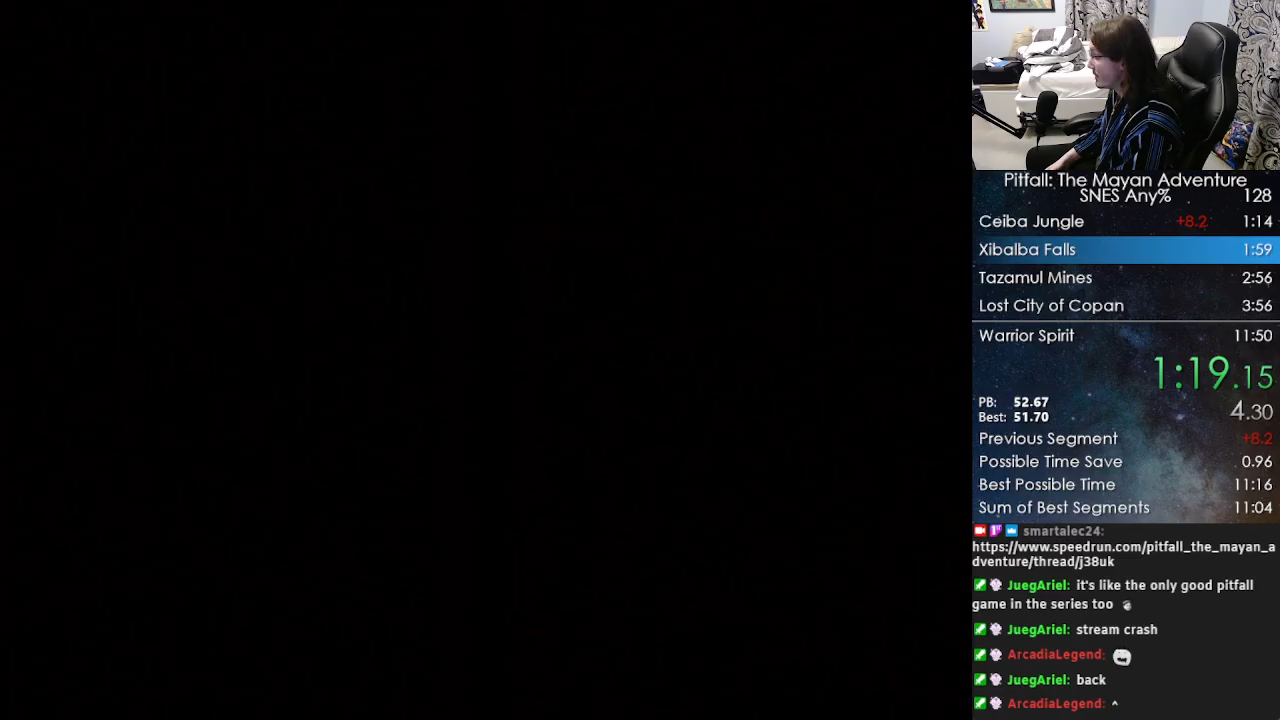 Pitfall: The Mayan Adventure
SNES Any% 128
Ceiba Jungle +8.2 1:14
Xibalba Falls 1:59
Tazamul Mines 2:56
Lost City of Copan 3:56
Warrior Spirit 11:50
1:19.15
PB: 52.67
4.30
Best: 51.70
Previous Segment +8.2
Possible Time Save 0.96
Best Possible Time 11:16
Sum of Best Segments 11:04
smartalec24:
https://www.speedrun.com/pitfall_the_mayan_a
dventure/thread/j38uk
JuegAriel: it's like the only good pitfall
game in the series too
JuegAriel: stream crash
ArcadiaLegend:
JuegAriel: back
ArcadiaLegend: ^